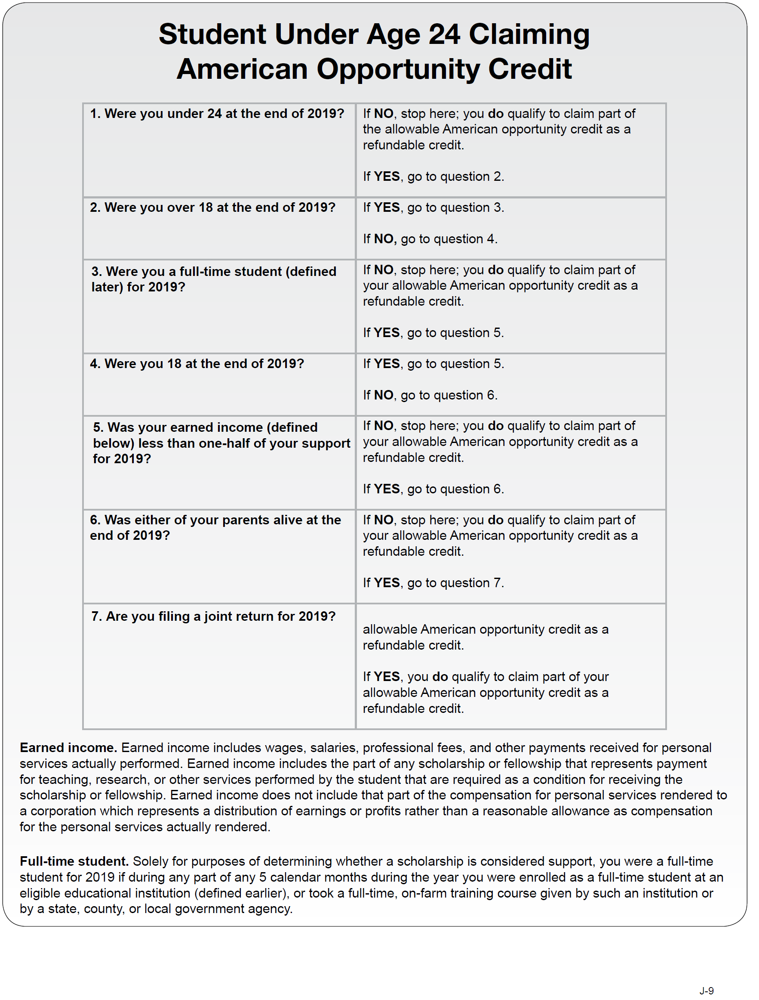 Student Under Age 24 Claiming
American Opportunity Credit
1. Were you under 24 at the end of 2019?
If NO, stop here; you do qualify to claim part of
the allowable American opportunity credit as a
refundable credit.
If YES, go to question 2.
2. Were you over 18 at the end of 2019?
If YES, go to question 3.
If NO, go to question 4.
3. Were you a full-time student (defined
later) for 2019?
If NO, stop here; you do qualify to claim part of
your allowable American opportunity credit as a
refundable credit.
If YES, go to question 5.
4. Were you 18 at the end of 2019?
If YES, go to question 5.
If NO, go to question 6.
5. Was your earned income (defined
below) less than one-half of your support
for 2019?
If NO, stop here; you do qualify to claim part of
your allowable American opportunity credit as a
refundable credit.
If YES, go to question 6.
6. Was either of your parents alive at the
end of 2019?
If NO, stop here; you do qualify to claim part of
your allowable American opportunity credit as a
refundable credit.
If YES, go to question 7.
7. Are you filing a joint return for 2019?
allowable American opportunity credit as a
refundable credit.
If YES, you do qualify to claim part of your
allowable American opportunity credit as a
refundable credit.
Earned income. Earned income includes wages, salaries, professional fees, and other payments received for personal
services actually performed. Earned income includes the part of any scholarship or fellowship that represents payment
for teaching, research, or other services performed by the student that are required as a condition for receiving the
scholarship or fellowship. Earned income does not include that part of the compensation for personal services rendered to
a corporation which represents a distribution of earnings or profits rather than a reasonable allowance as compensation
for the personal services actually rendered.
Full-time student. Solely for purposes of determining whether a scholarship is considered support, you were a full-time
student for 2019 if during any part of any 5 calendar months during the year you were enrolled as a full-time student at an
eligible educational institution (defined earlier), or took a full-time, on-farm training course given by such an institution or
by a state, county, or local government agency.
J-9